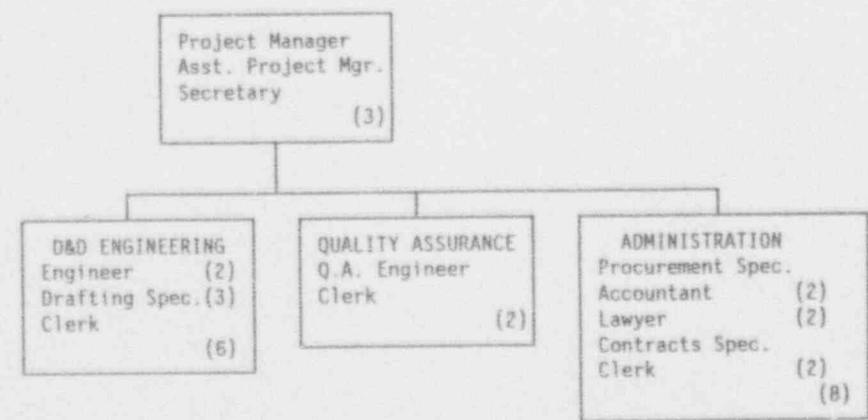 Project Manager
Asst. Project Mgr.
Secretary
(3)
D&D ENGINEERING
Engineer (2)
Drafting Spec.(3)
Clerk
(6)
QUALITY ASSURANCE
Q.A. Engineer
Clerk
(2)
ADMINISTRATION
Procurement Spec.
Accountant (2)
Lawyer (2)
Contracts Spec.
Clerk (2)
(8)